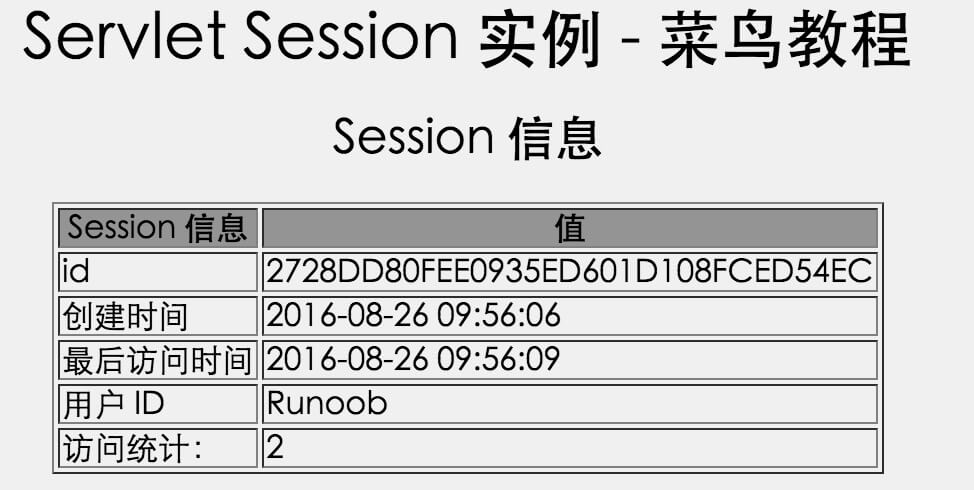 Servlet Session 实例 - 菜鸟教程
Session 信息
Session 信息 值
id 2728DD80FEE0935ED601D108FCED54EC
创建时间 2016-08-26 09:56:06
最后访问时间 2016-08-26 09:56:09
用户 ID Runoob
访问统计： 2